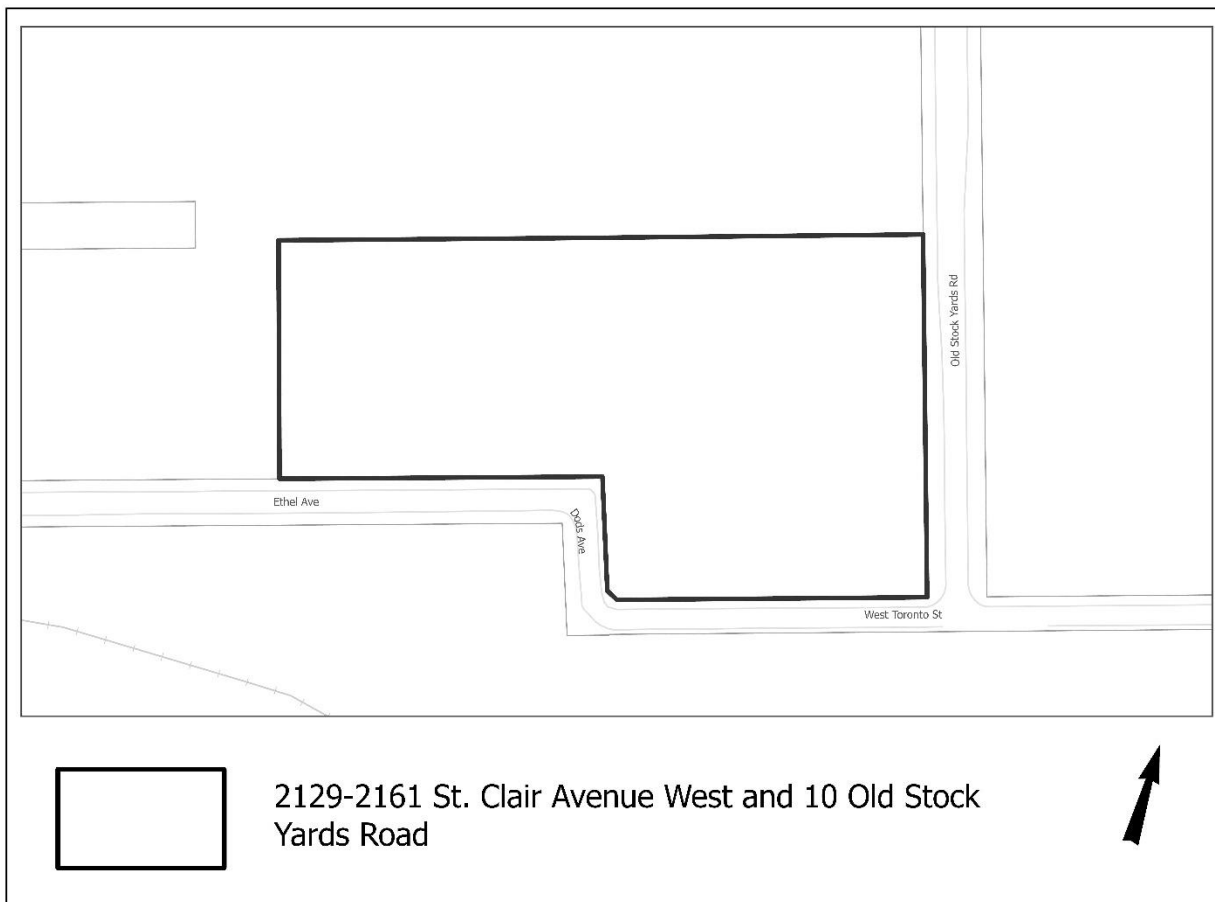 Old Stock Yards Rd
Ethel Ave
Dods Ave
West Toronto St
2129-2161 St. Clair Avenue West and 10 Old Stock
Yards Road